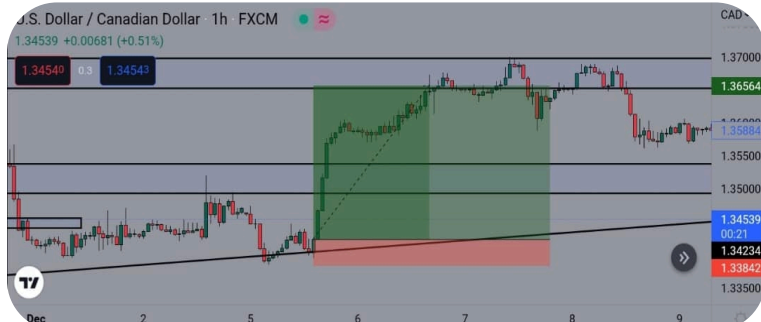 U.S. Dollar / Canadian Dollar · 1h · FXCM
CAD
1.34539 +0.00681 (+0.51%)
1.34540 0.3 1.34543
1.37000
1.36564
1.35884
1.35500
1.35000
1.34539
00:21
1.34234
1.33842
1.33500
Dec 2 5 6 7 8 9